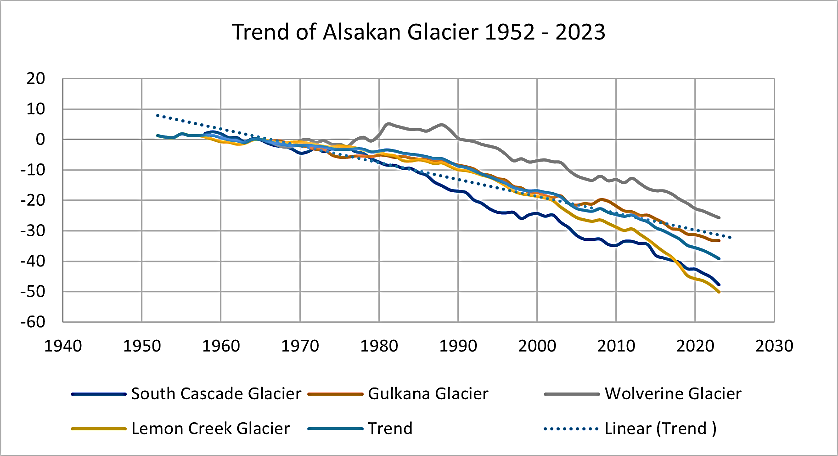 Trend of Alsakan Glacier 1952 - 2023
20
10
0
-10
-20
-30
-40
-50
-60
1940 1950 1960 1970 1980 1990 2000 2010 2020 2030
South Cascade Glacier Gulkana Glacier Wolverine Glacier
Lemon Creek Glacier Trend Linear (Trend )